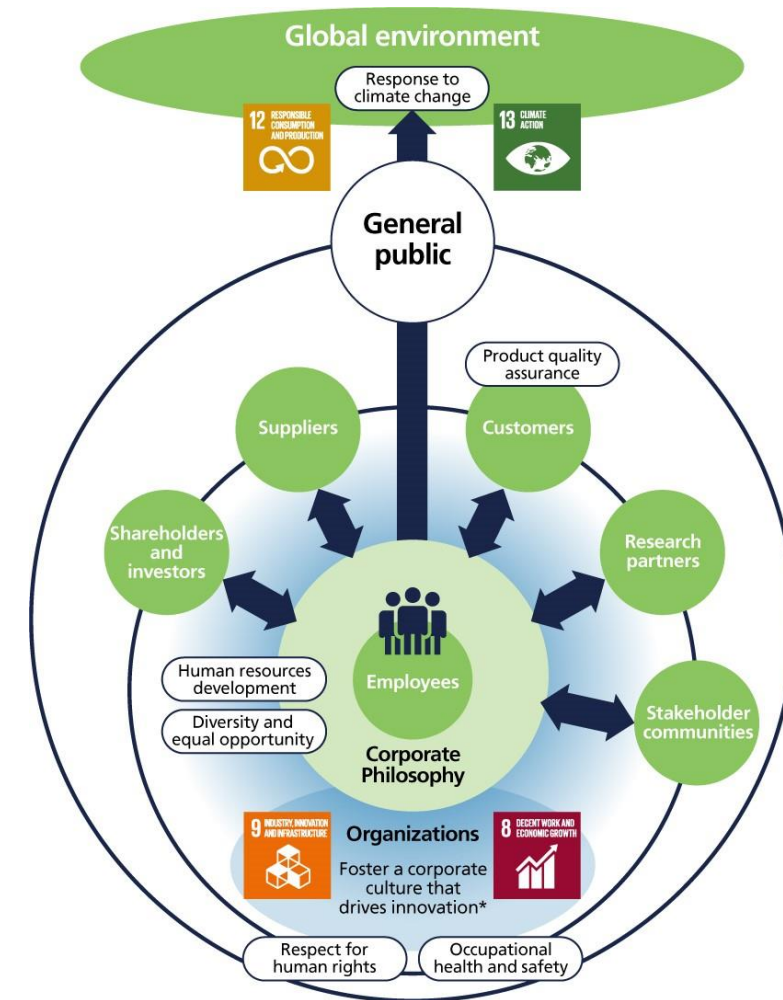 Global environment
Response to
climate change
12 RESPONSIBLE
CONSUMPTION
AND PRODUCTION
13 CLIMATE
ACTION
General
public
Product quality
assurance
Suppliers
Customers
Shareholders
and
investors
Research
partners
Employees
Human resources
development
Diversity and
equal opportunity
Stakeholder
communities
Corporate
Philosophy
9 INDUSTRY, INNOVATION
AND INFRASTRUCTURE
Organizations
8 DECENT WORK AND
ECONOMIC GROWTH
Foster a corporate
culture that
drives innovation*
Respect for
human rights
Occupational
health and safety